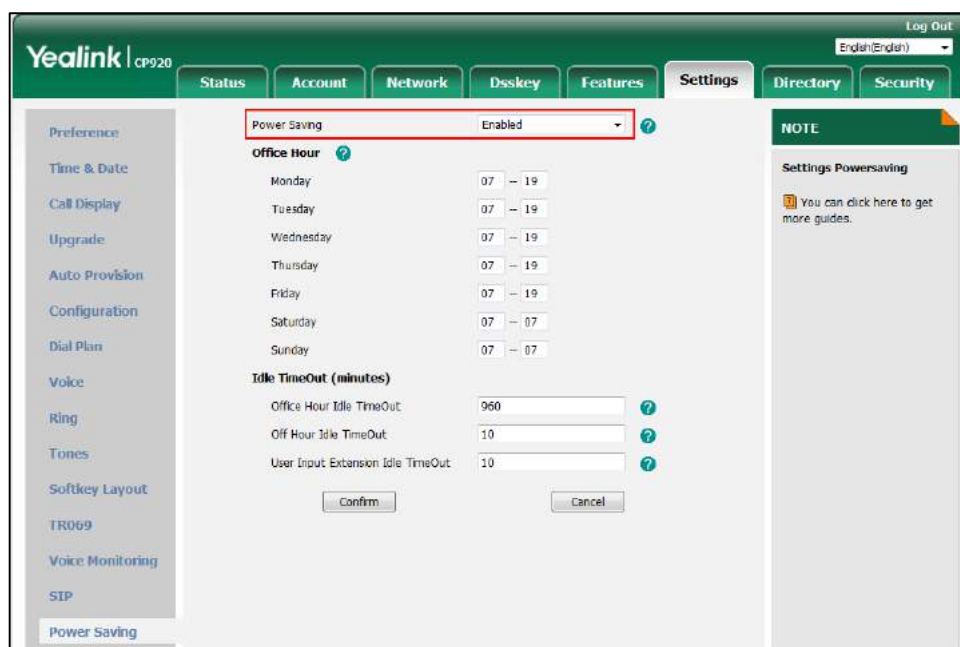 Log Out
Yealink CP920
English(English)
Status Account Network Dsskey Features Settings Directory Security
Preference
Time & Date
Call Display
Upgrade
Auto Provision
Configuration
Dial Plan
Voice
Ring
Tones
Softkey Layout
TR069
Voice Monitoring
SIP
Power Saving
Power Saving Enabled ?
Office Hour ?
Monday 07 -- 19
Tuesday 07 -- 19
Wednesday 07 -- 19
Thursday 07 -- 19
Friday 07 -- 19
Saturday 07 -- 07
Sunday 07 -- 07
Idle TimeOut (minutes)
Office Hour Idle TimeOut 960 ?
Off Hour Idle TimeOut 10 ?
User Input Extension Idle TimeOut 10 ?
Confirm Cancel
NOTE
Settings Powersaving
? You can click here to get
more guides.